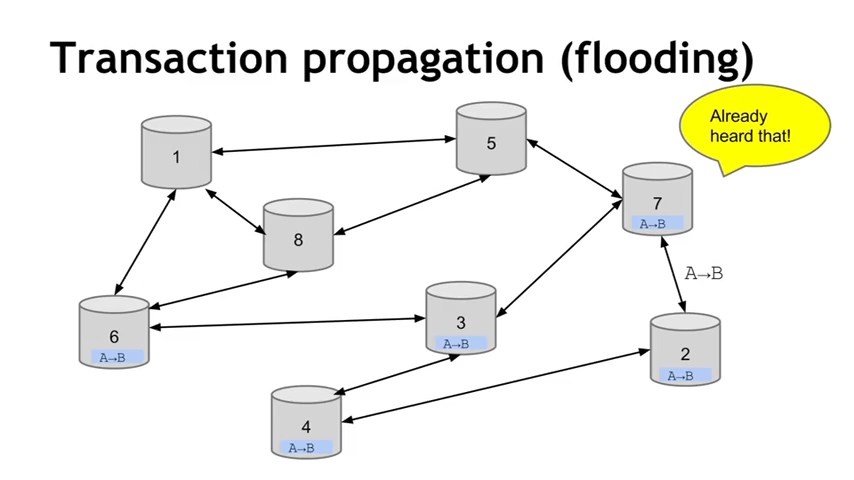 Transaction propagation (flooding)
Already
heard that!
1
5
7
A→B
8
A→B
6
A→B
3
A→B
2
A→B
4
A→B